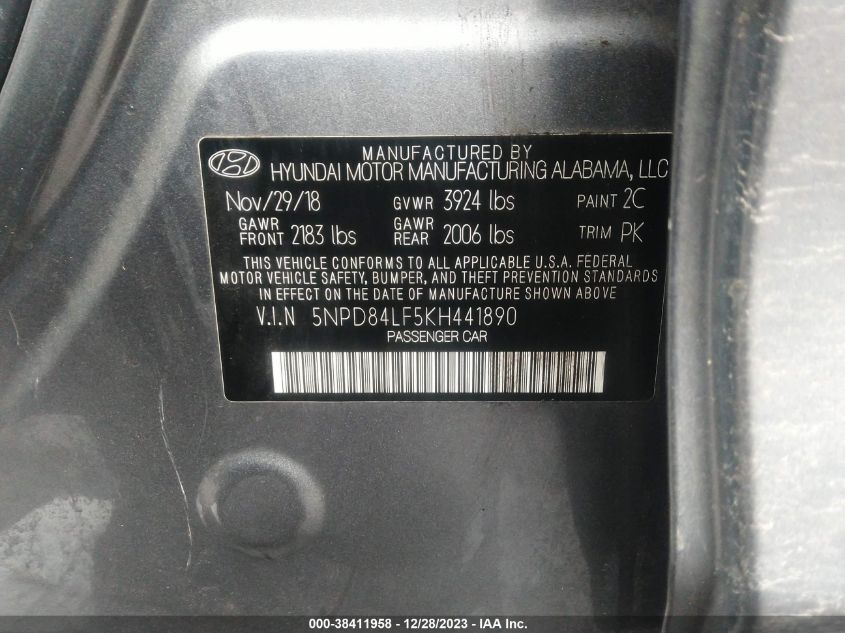 MANUFACTURED BY
HYUNDAI MOTOR MANUFACTURING ALABAMA, LLC
Nov/29/18 GVWR 3924 lbs PAINT 2C
GAWR FRONT 2183 lbs GAWR REAR 2006 lbs TRIM PK
THIS VEHICLE CONFORMS TO ALL APPLICABLE U.S.A. FEDERAL
MOTOR VEHICLE SAFETY, BUMPER, AND THEFT PREVENTION STANDARDS
IN EFFECT ON THE DATE OF MANUFACTURE SHOWN ABOVE
V.I.N 5NPD84LF5KH441890
PASSENGER CAR
000-38411958 - 12/28/2023 - IAA Inc.